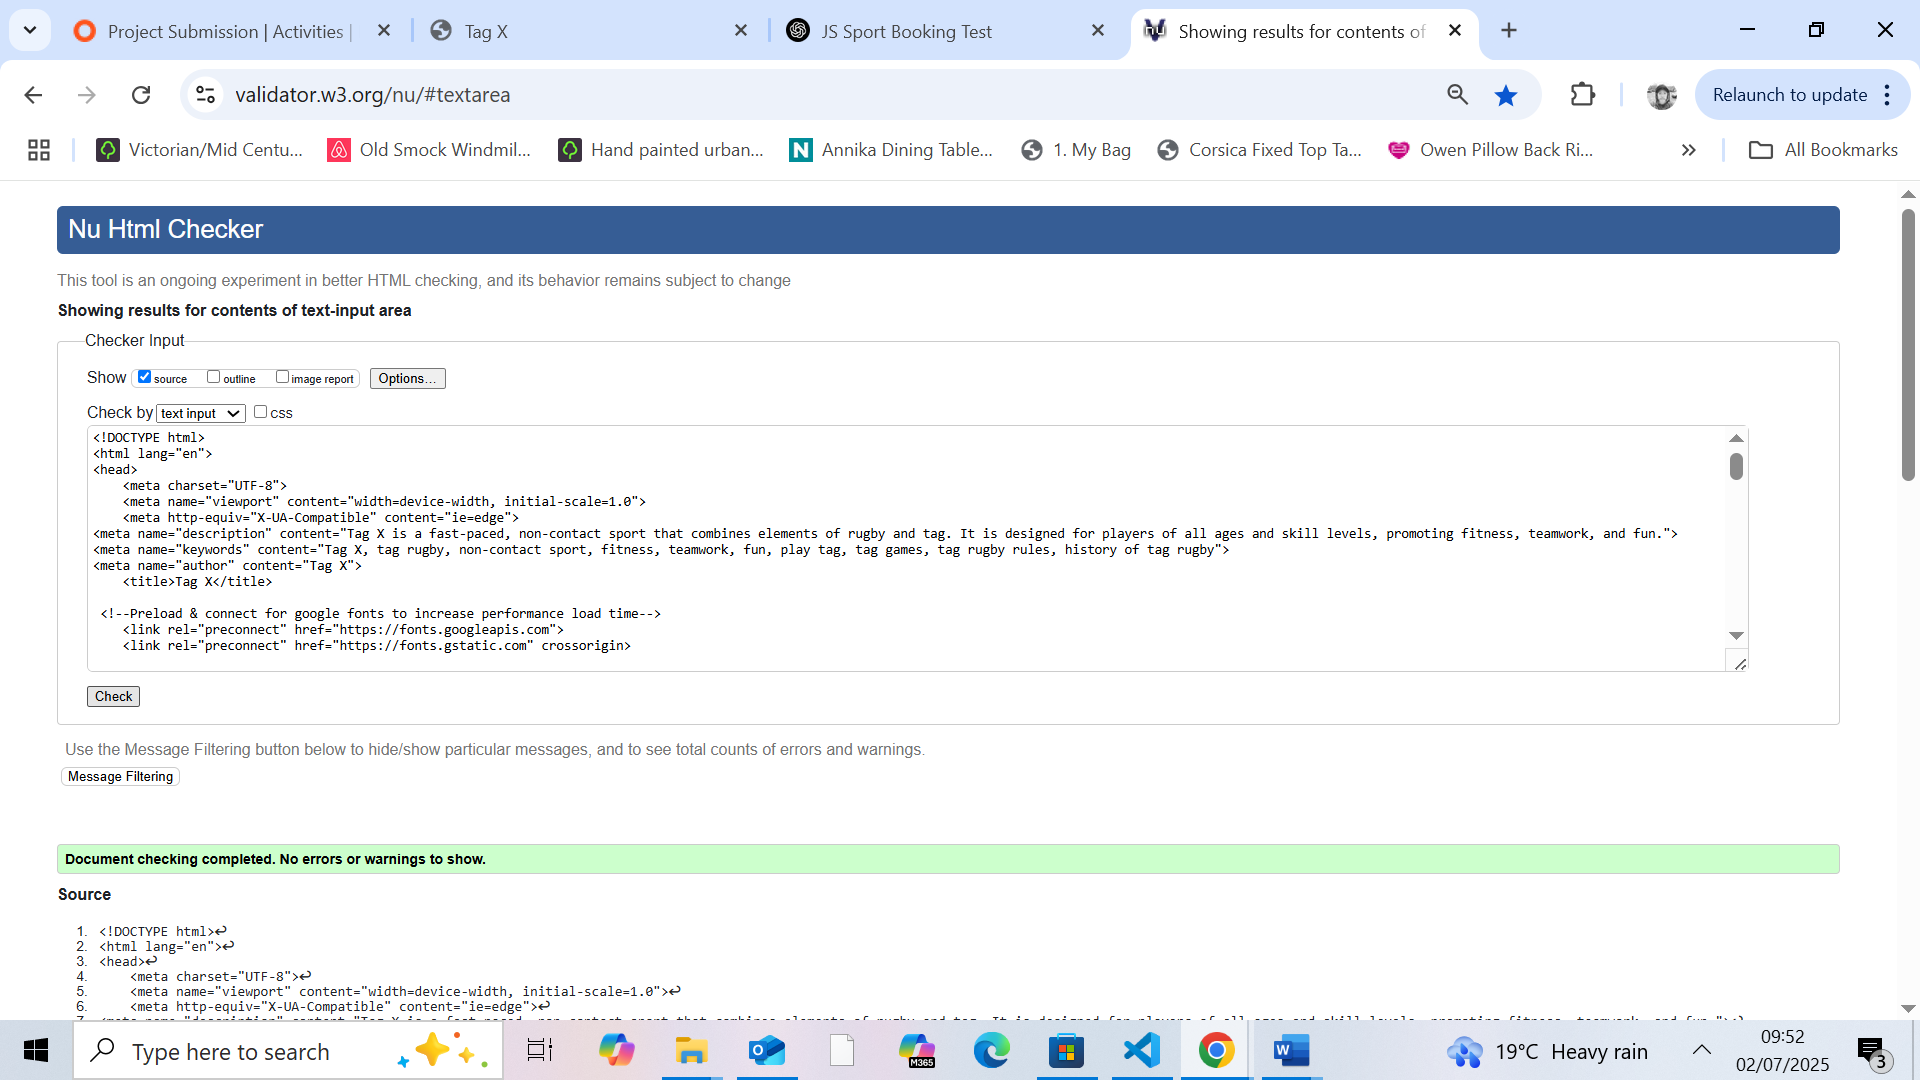 Project Submission | Activities |
Tag X
JS Sport Booking Test
Showing results for contents of
validator.w3.org/nu/#textarea
Relaunch to update
Victorian/Mid Centu...
Old Smock Windmil...
Hand painted urban...
N
Annika Dining Table...
1. My Bag
Corsica Fixed Top Ta...
Owen Pillow Back Ri...
All Bookmarks
Nu Html Checker
This tool is an ongoing experiment in better HTML checking, and its behavior remains subject to change
Showing results for contents of text-input area
Checker Input
Show source outline image report Options...
Check by text input css
<!DOCTYPE html>
<html lang="en">
<head>
<meta charset="UTF-8">
<meta name="viewport" content="width=device-width, initial-scale=1.0">
<meta http-equiv="X-UA-Compatible" content="ie=edge">
<meta name="description" content="Tag X is a fast-paced, non-contact sport that combines elements of rugby and tag. It is designed for players of all ages and skill levels, promoting fitness, teamwork, and fun.">
<meta name="keywords" content="Tag X, tag rugby, non-contact sport, fitness, teamwork, fun, play tag, tag games, tag rugby rules, history of tag rugby">
<meta name="author" content="Tag X">
<title>Tag X</title>
<!--Preload & connect for google fonts to increase performance load time-->
<link rel="preconnect" href="https://fonts.googleapis.com">
<link rel="preconnect" href="https://fonts.gstatic.com" crossorigin>
Check
Use the Message Filtering button below to hide/show particular messages, and to see total counts of errors and warnings.
Message Filtering
Document checking completed. No errors or warnings to show.
Source
1. <!DOCTYPE html>↩
2. <html lang="en">↩
3. <head>↩
4. <meta charset="UTF-8">↩
5. <meta name="viewport" content="width=device-width, initial-scale=1.0">↩
6. <meta http-equiv="X-UA-Compatible" content="ie=edge">↩
Type here to search
M365
19°C Heavy rain
09:52
02/07/2025
3